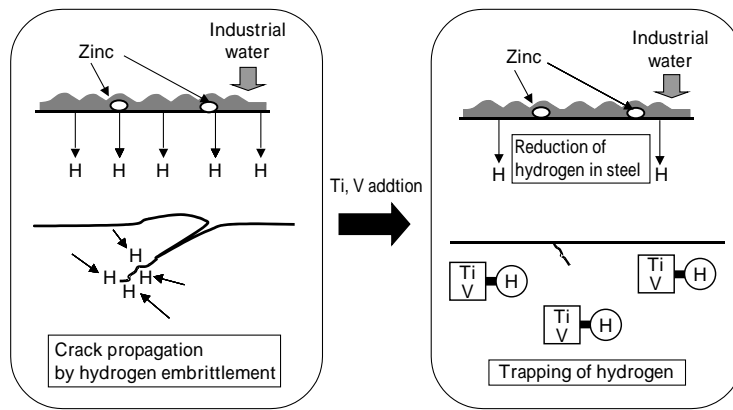 Industrial
water
Zinc
H H H H H
H
H H
H
Crack propagation
by hydrogen embrittlement
Ti, V addtion
Industrial
water
Zinc
Reduction of
hydrogen in steel
H H
Ti
V
H
Ti
V
H
Ti
V
H
Trapping of hydrogen